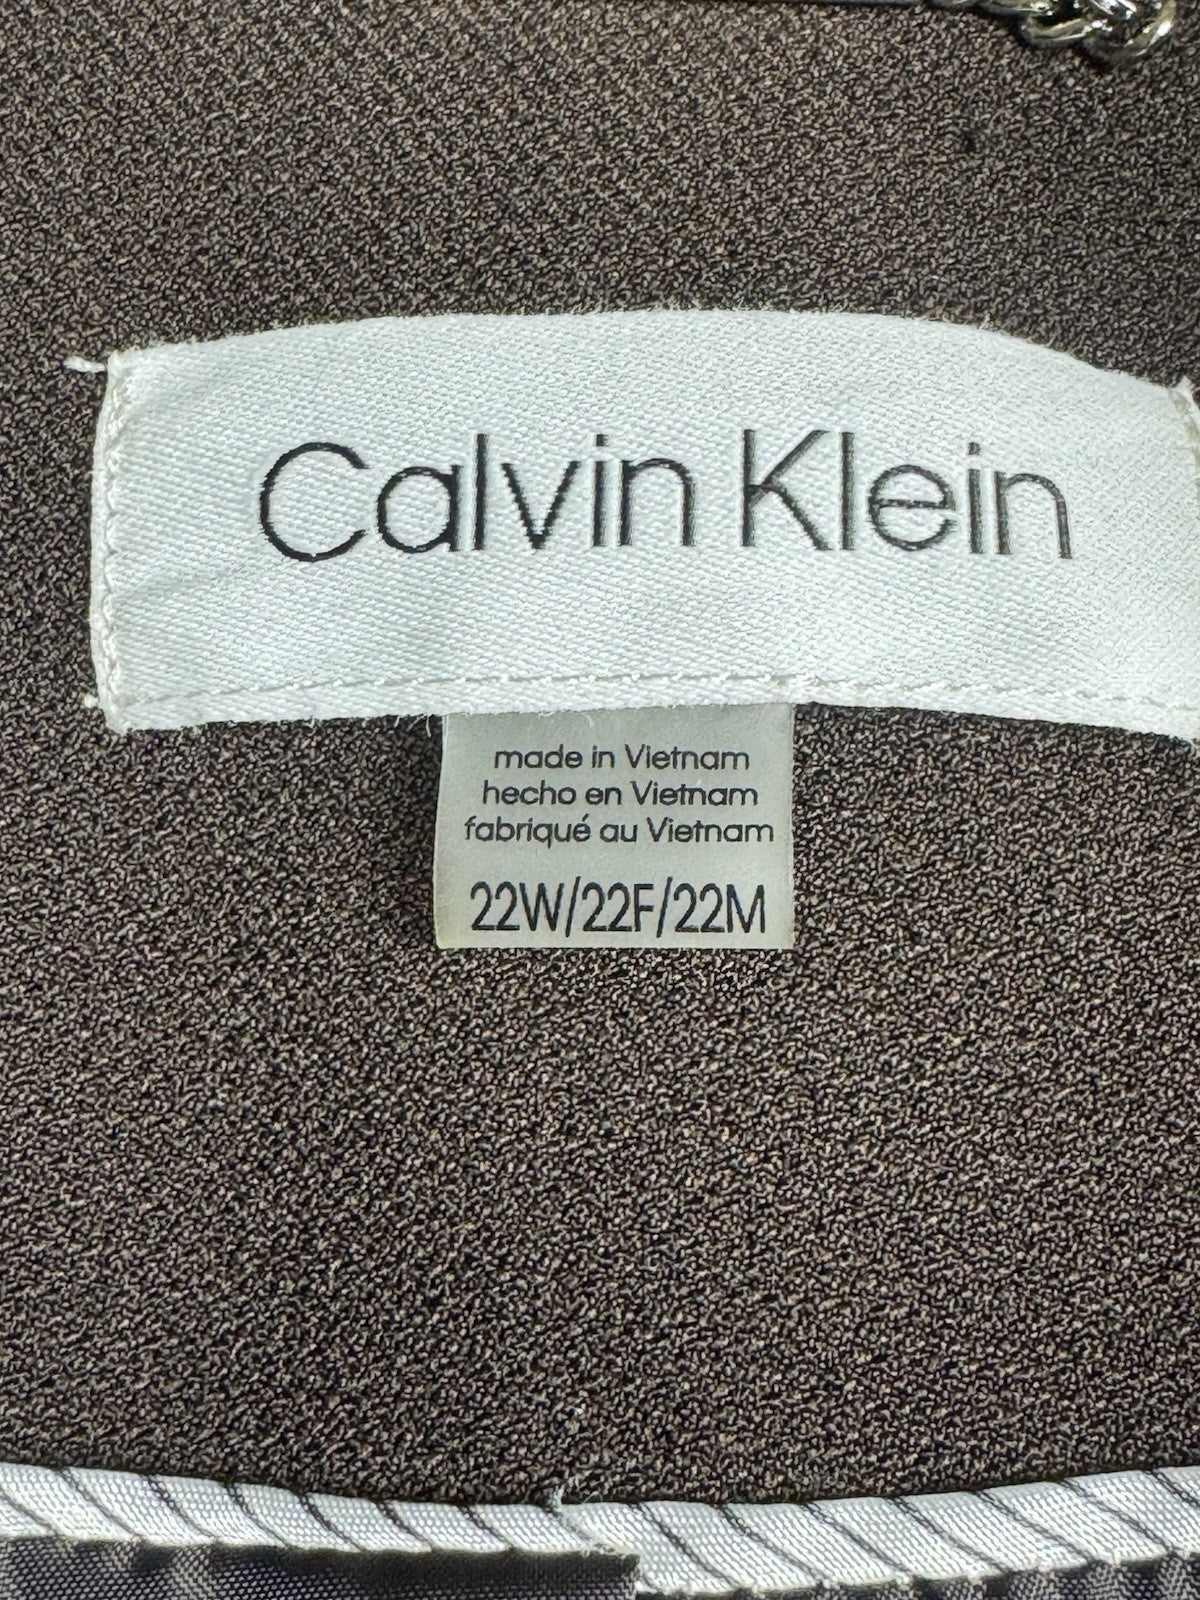 Calvin Klein
made in Vietnam
hecho en Vietnam
fabriqué au Vietnam
22W/22F/22M